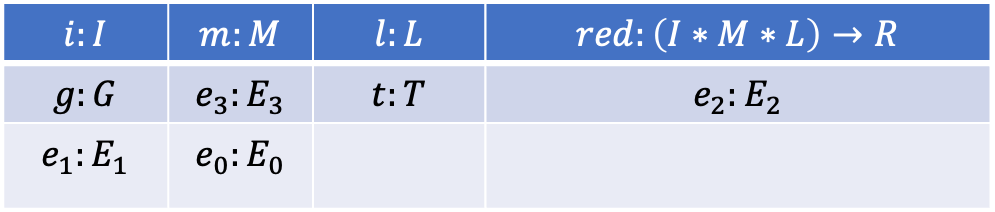 i: I m: M l: L red: (I * M * L) → R
g: G e₃: E₃ t: T e₂: E₂
e₁: E₁ e₀: E₀